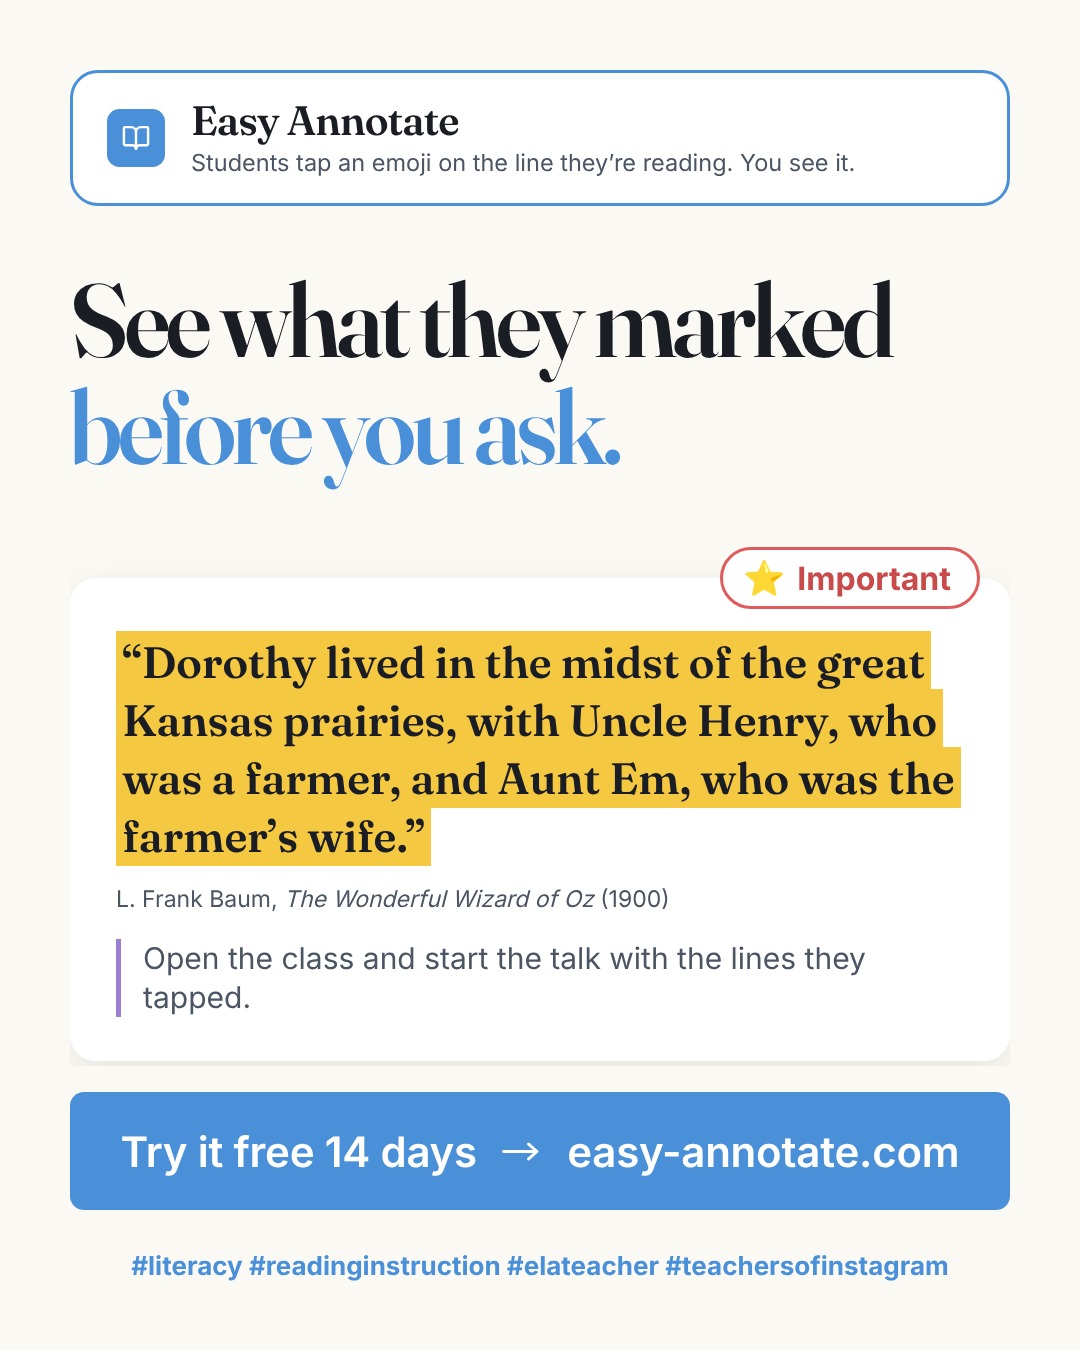 Easy Annotate
Students tap an emoji on the line they’re reading. You see it.
See what they marked
before you ask.
⭐ Important
“Dorothy lived in the midst of the great
Kansas prairies, with Uncle Henry, who
was a farmer, and Aunt Em, who was the
farmer’s wife.”
L. Frank Baum, The Wonderful Wizard of Oz (1900)
Open the class and start the talk with the lines they
tapped.
Try it free 14 days → easy-annotate.com
#literacy #readinginstruction #elateacher #teachersofinstagram